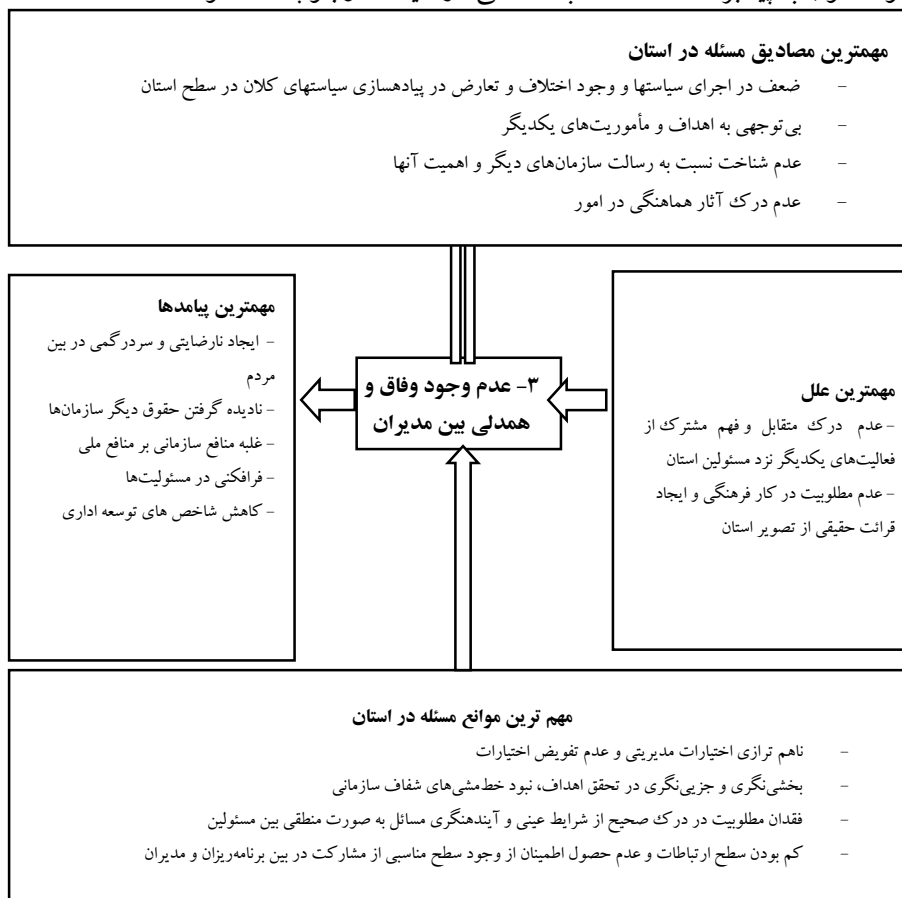 مهمترین مصادیق مسئله در استان
- ضعف در اجرای سیاستها و وجود اختلاف و تعارض در پیادهسازی سیاستهای کلان در سطح استان
- بی‌توجهی به اهداف و مأموریت‌های یکدیگر
- عدم شناخت نسبت به رسالت سازمان‌های دیگر و اهمیت آنها
- عدم درک آثار هماهنگی در امور
مهمترین علل
- عدم درک متقابل و فهم مشترک از
فعالیت‌های یکدیگر نزد مسئولین استان
- عدم مطلوبیت در کار فرهنگی و ایجاد
قرائت حقیقی از تصویر استان
۳- عدم وجود وفاق و
همدلی بین مدیران
مهمترین پیامدها
- ایجاد نارضایتی و سردرگمی در بین
مردم
- نادیده گرفتن حقوق دیگر سازمان‌ها
- غلبه منافع سازمانی بر منافع ملی
- فرافکنی در مسئولیت‌ها
- کاهش شاخص های توسعه اداری
مهم ترین موانع مسئله در استان
- ناهم ترازی اختیارات مدیریتی و عدم تفویض اختیارات
- بخشی‌نگری و جزیی‌نگری در تحقق اهداف، نبود خط‌مشی‌های شفاف سازمانی
- فقدان مطلوبیت در درک صحیح از شرایط عینی و آیندهنگری مسائل به صورت منطقی بین مسئولین
- کم بودن سطح ارتباطات و عدم حصول اطمینان از وجود سطح مناسبی از مشارکت در بین برنامه‌ریزان و مدیران